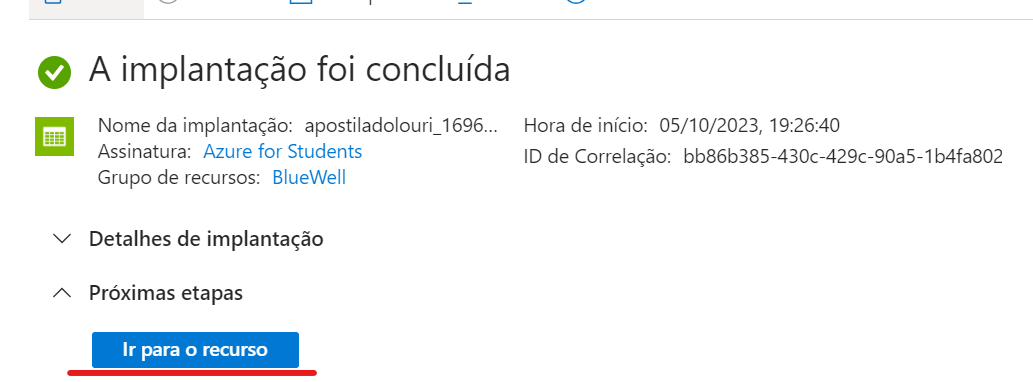 A implantação foi concluída
Nome da implantação: apostiladolouri_1696...
Hora de início: 05/10/2023, 19:26:40
Assinatura: Azure for Students
ID de Correlação: bb86b385-430c-429c-90a5-1b4fa802
Grupo de recursos: BlueWell
Detalhes de implantação
Próximas etapas
Ir para o recurso